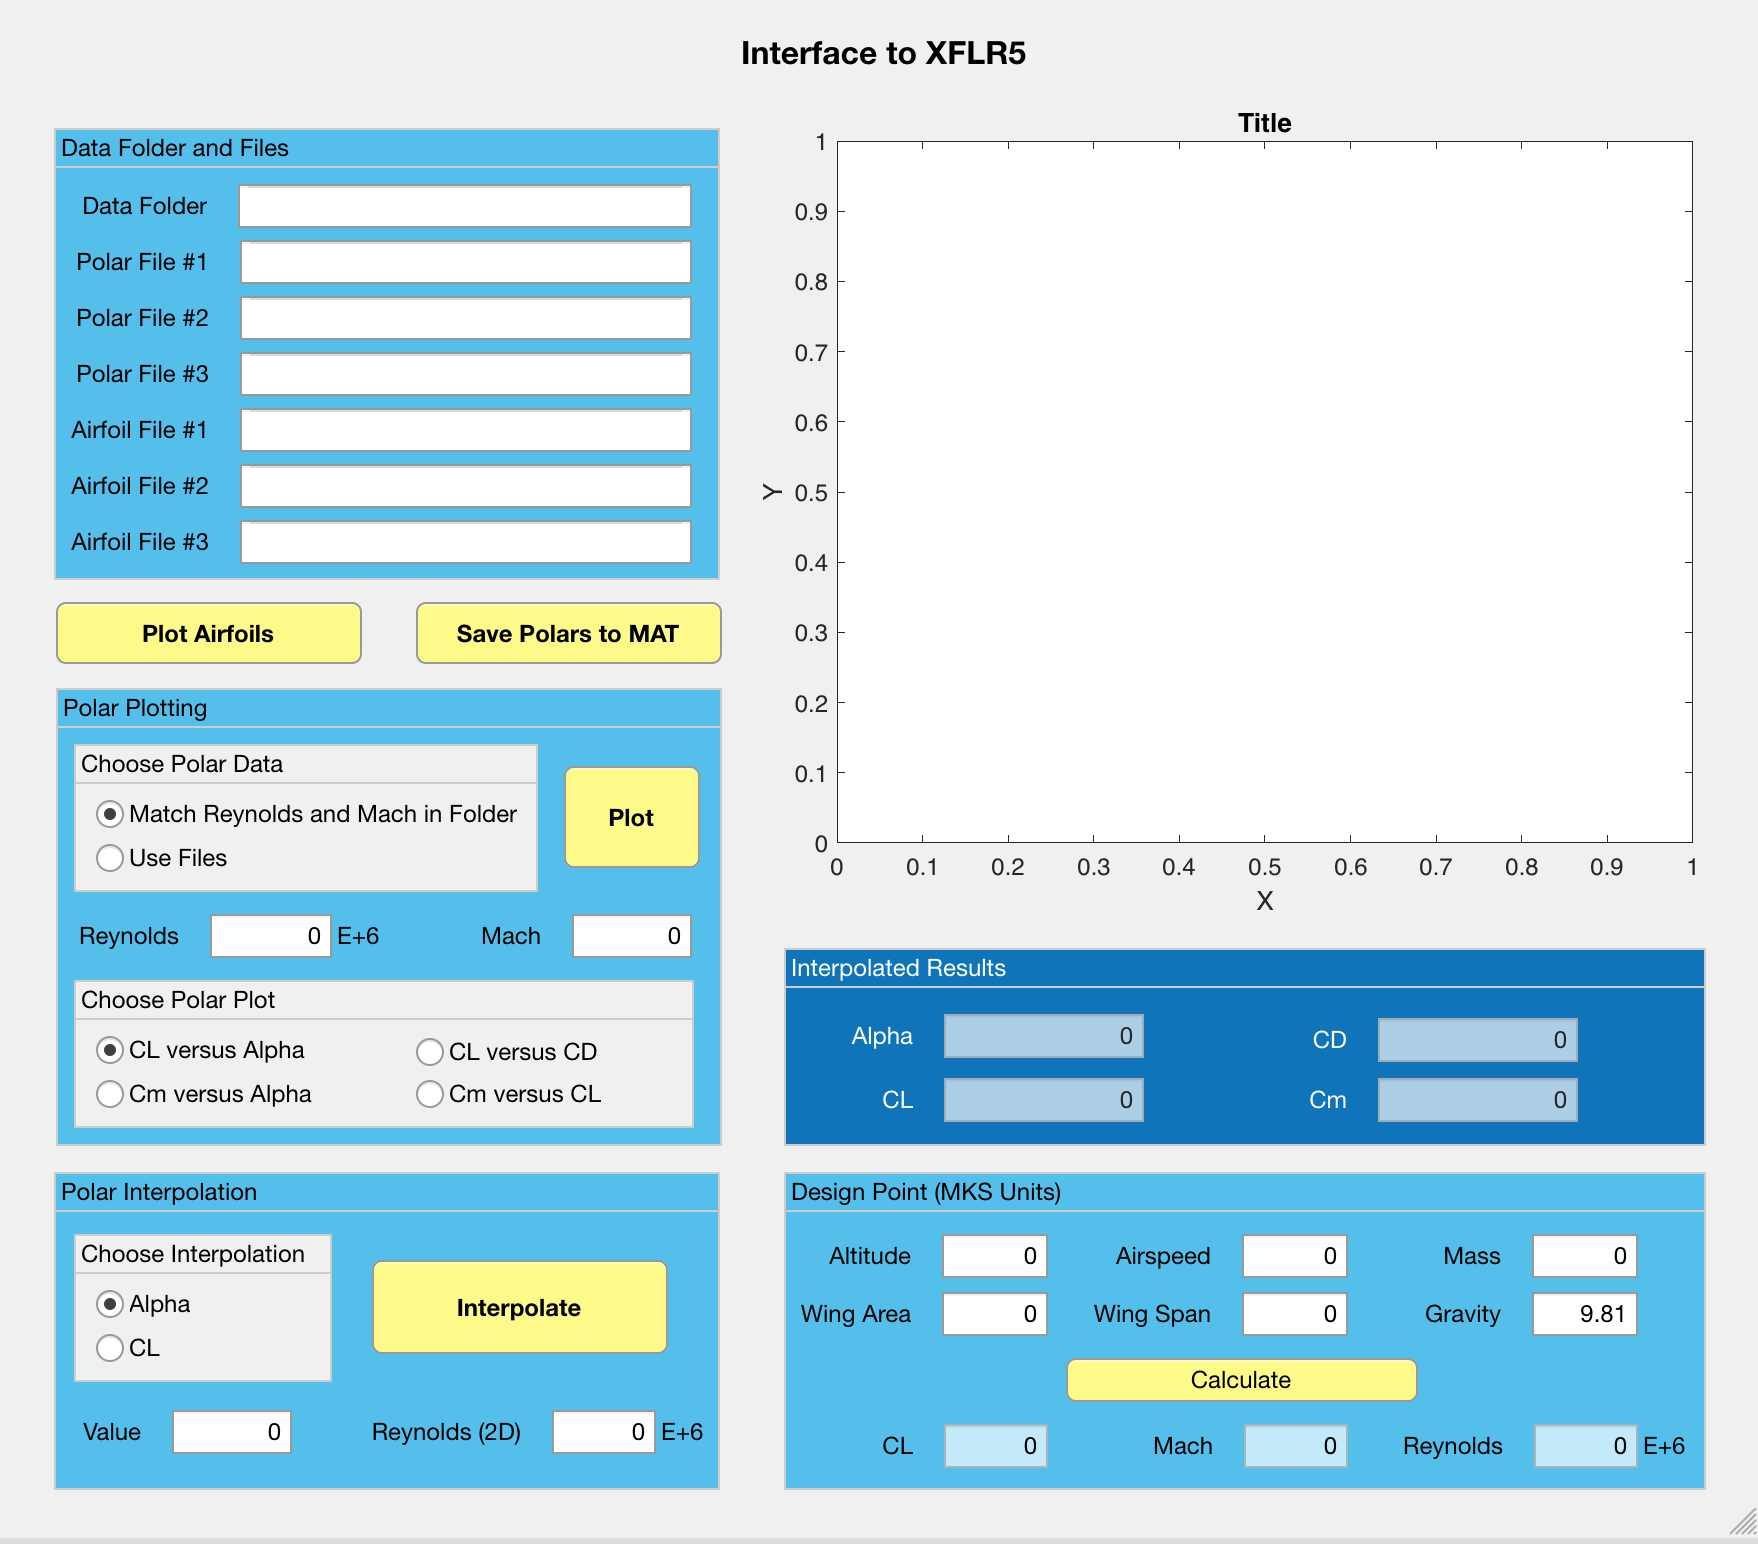 Interface to XFLR5
Data Folder and Files
Data Folder
Polar File #1
Polar File #2
Polar File #3
Airfoil File #1
Airfoil File #2
Airfoil File #3
Plot Airfoils
Save Polars to MAT
Polar Plotting
Choose Polar Data
Match Reynolds and Mach in Folder
Use Files
Plot
Reynolds 0 E+6 Mach 0
Choose Polar Plot
CL versus Alpha
CL versus CD
Cm versus Alpha
Cm versus CL
Polar Interpolation
Choose Interpolation
Alpha
CL
Interpolate
Value 0 Reynolds (2D) 0 E+6
Title
1
0.9
0.8
0.7
0.6
0.5
0.4
0.3
0.2
0.1
0
Y
0 0.1 0.2 0.3 0.4 0.5 0.6 0.7 0.8 0.9 1
X
Interpolated Results
Alpha 0 CD 0
CL 0 Cm 0
Design Point (MKS Units)
Altitude 0 Airspeed 0 Mass 0
Wing Area 0 Wing Span 0 Gravity 9.81
Calculate
CL 0 Mach 0 Reynolds 0 E+6